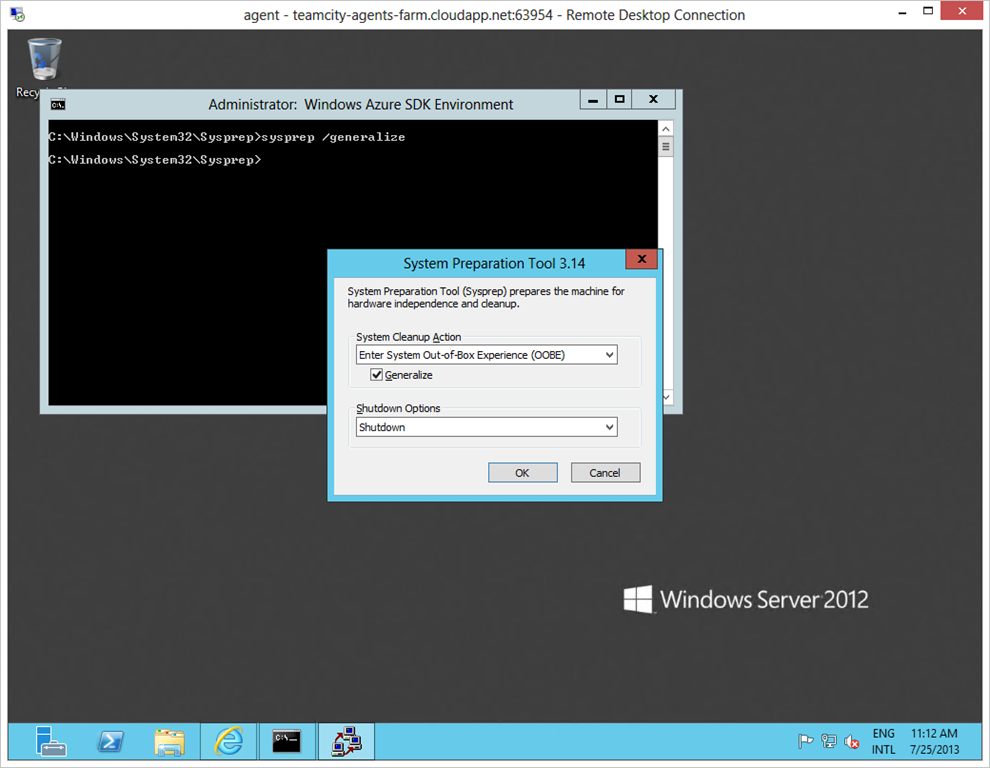 agent - teamcity-agents-farm.cloudapp.net:63954 - Remote Desktop Connection
Administrator: Windows Azure SDK Environment
C:\Windows\System32\Sysprep>sysprep /generalize
C:\Windows\System32\Sysprep>
System Preparation Tool 3.14
System Preparation Tool (Sysprep) prepares the machine for
hardware independence and cleanup.
System Cleanup Action
Enter System Out-of-Box Experience (OOBE)
Generalize
Shutdown Options
Shutdown
OK
Cancel
Windows Server 2012
ENG
INTL
11:12 AM
7/25/2013